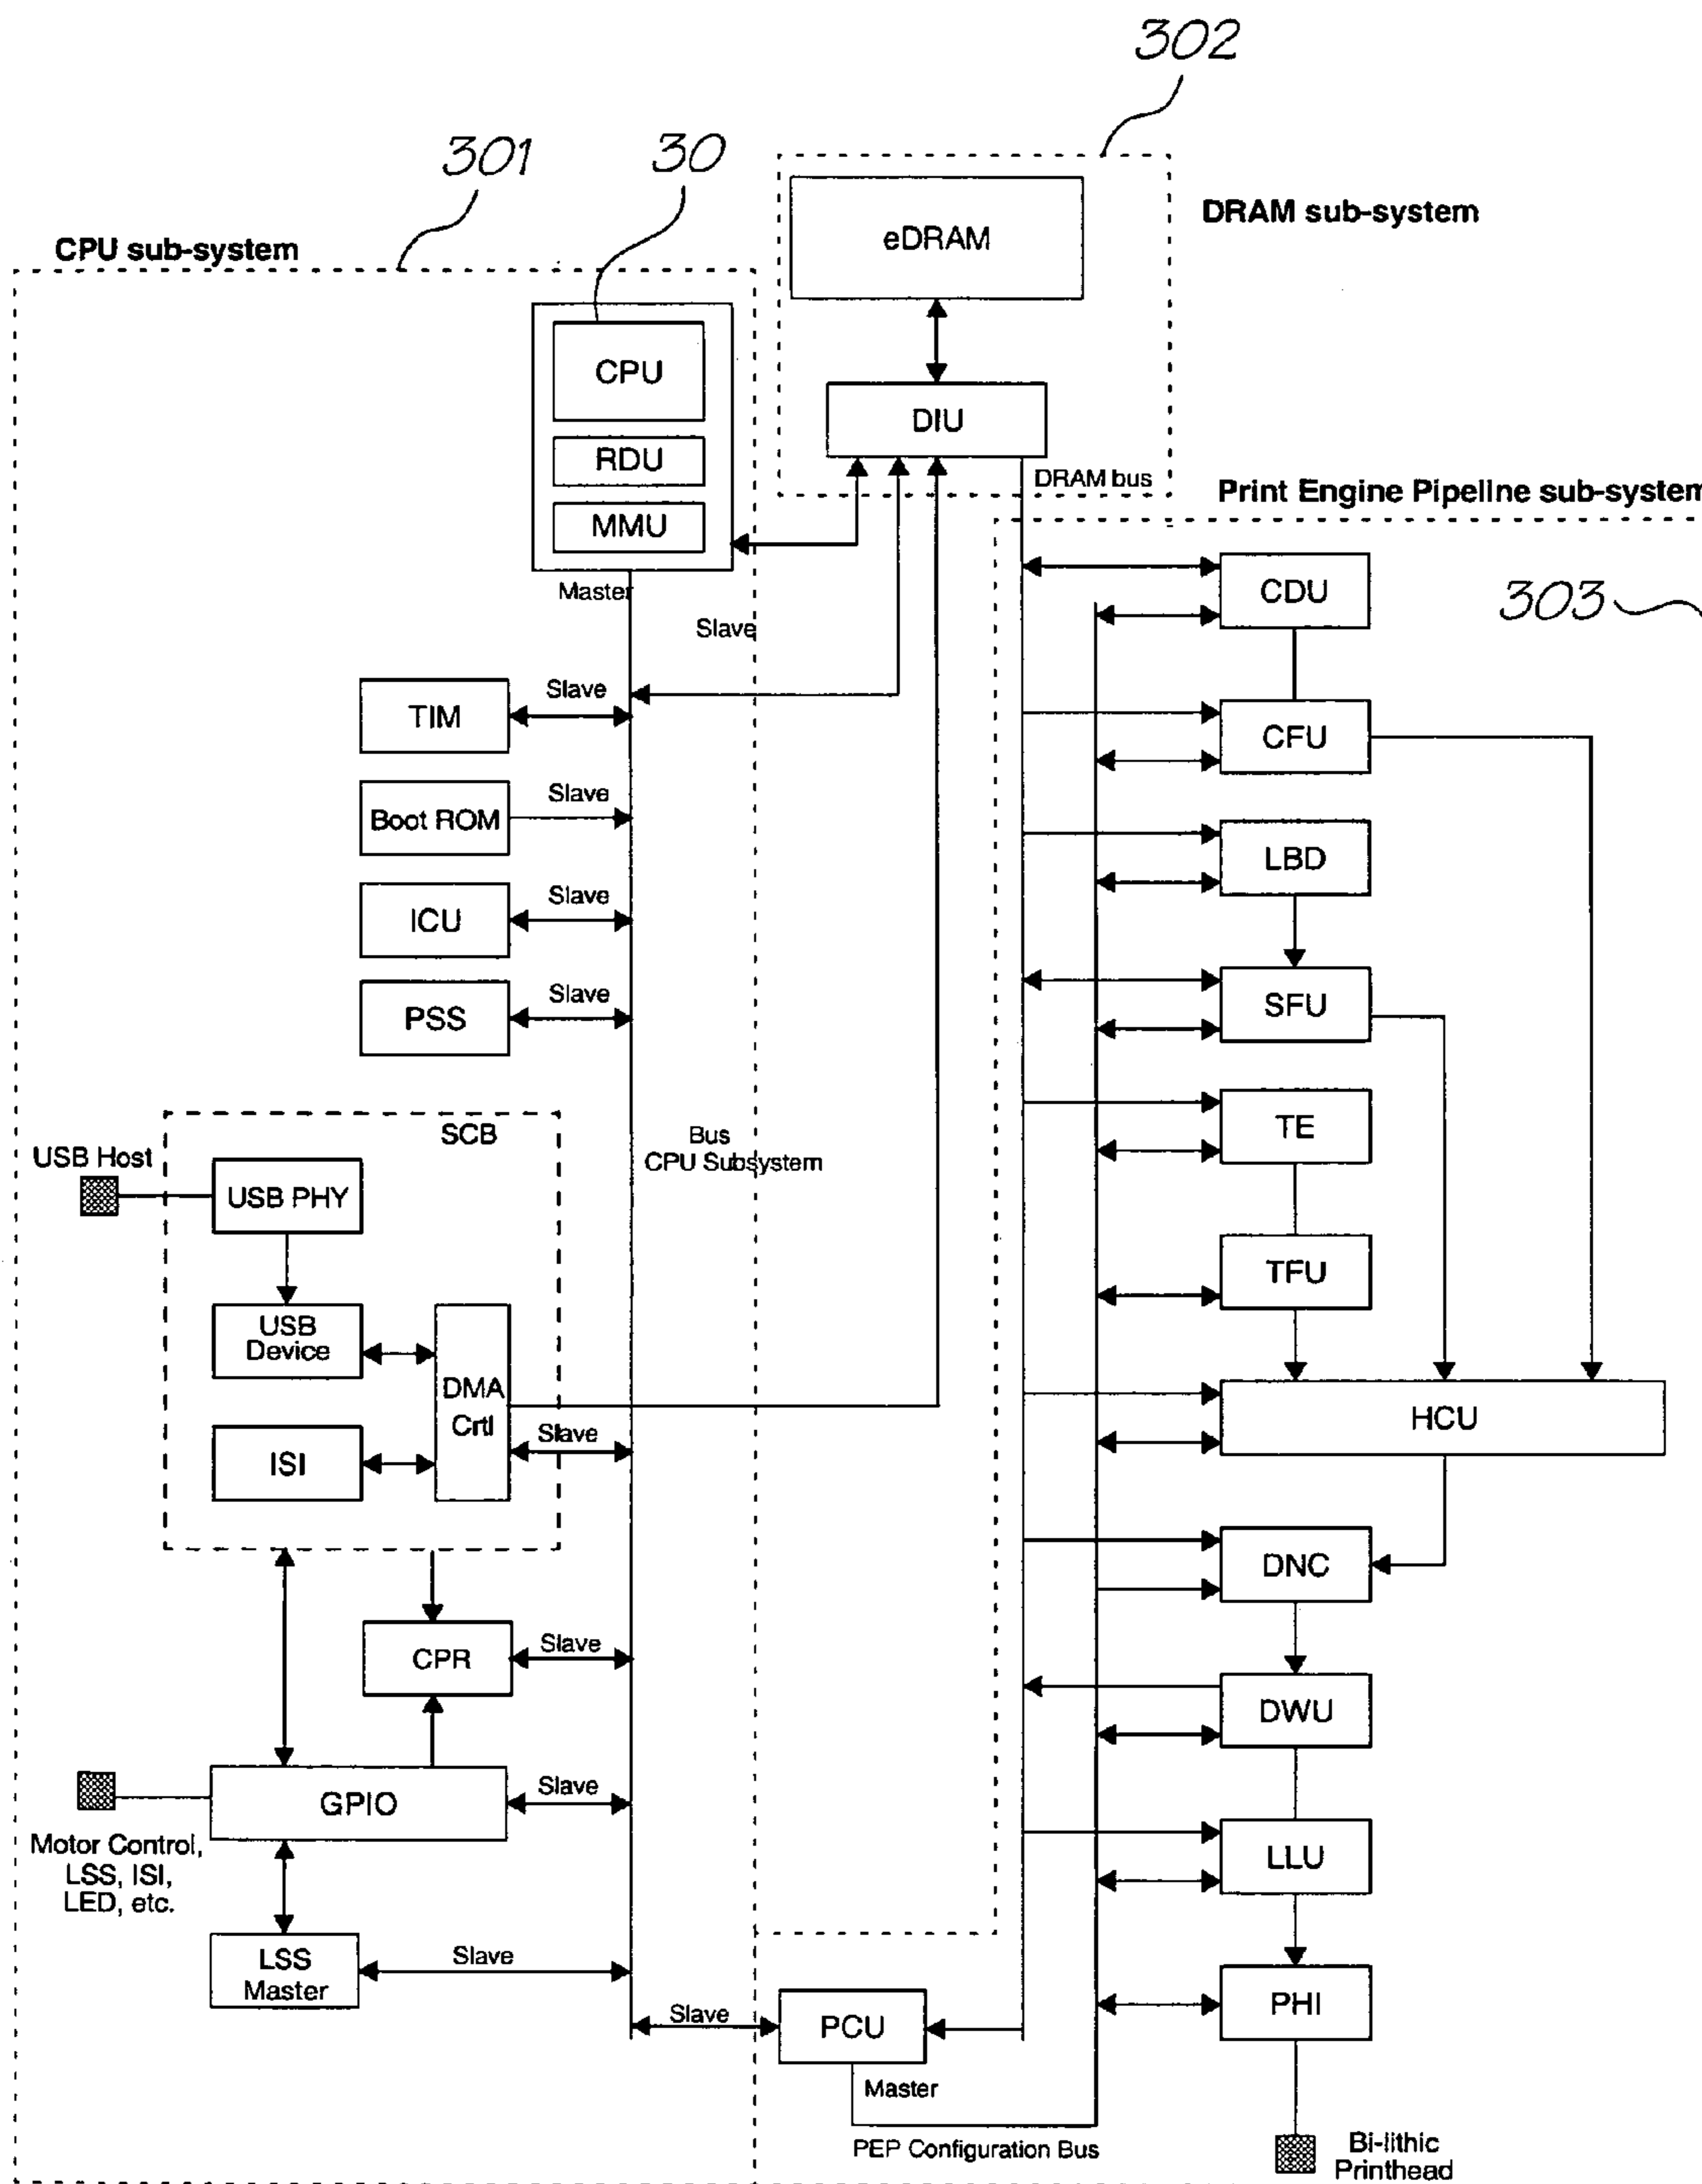 302
301
30
DRAM sub-system
CPU sub-system
eDRAM
CPU
DIU
RDU
DRAM bus
Print Engine Pipeline sub-system
MMU
Master
CDU
303
Slave
TIM
Slave
CFU
Boot ROM
Slave
LBD
ICU
Slave
PSS
Slave
SFU
SCB
TE
USB Host
USB PHY
Bus
CPU Subsystem
TFU
USB
Device
DMA
Crtl
Slave
ISI
HCU
DNC
CPR
Slave
DWU
GPIO
Slave
Motor Control,
LSS, ISI,
LED, etc.
LLU
LSS
Master
Slave
PHI
Slave
PCU
Master
PEP Configuration Bus
Bi-lithic
Printhead